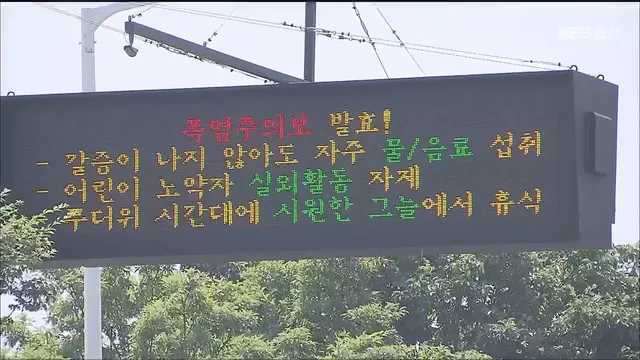 폭염주의보 발효!
- 갈증이 나지 않아도 자주 물/음료 섭취
- 어린이 노약자 실외활동 자제
무더위 시간대에 시원한 그늘에서 휴식